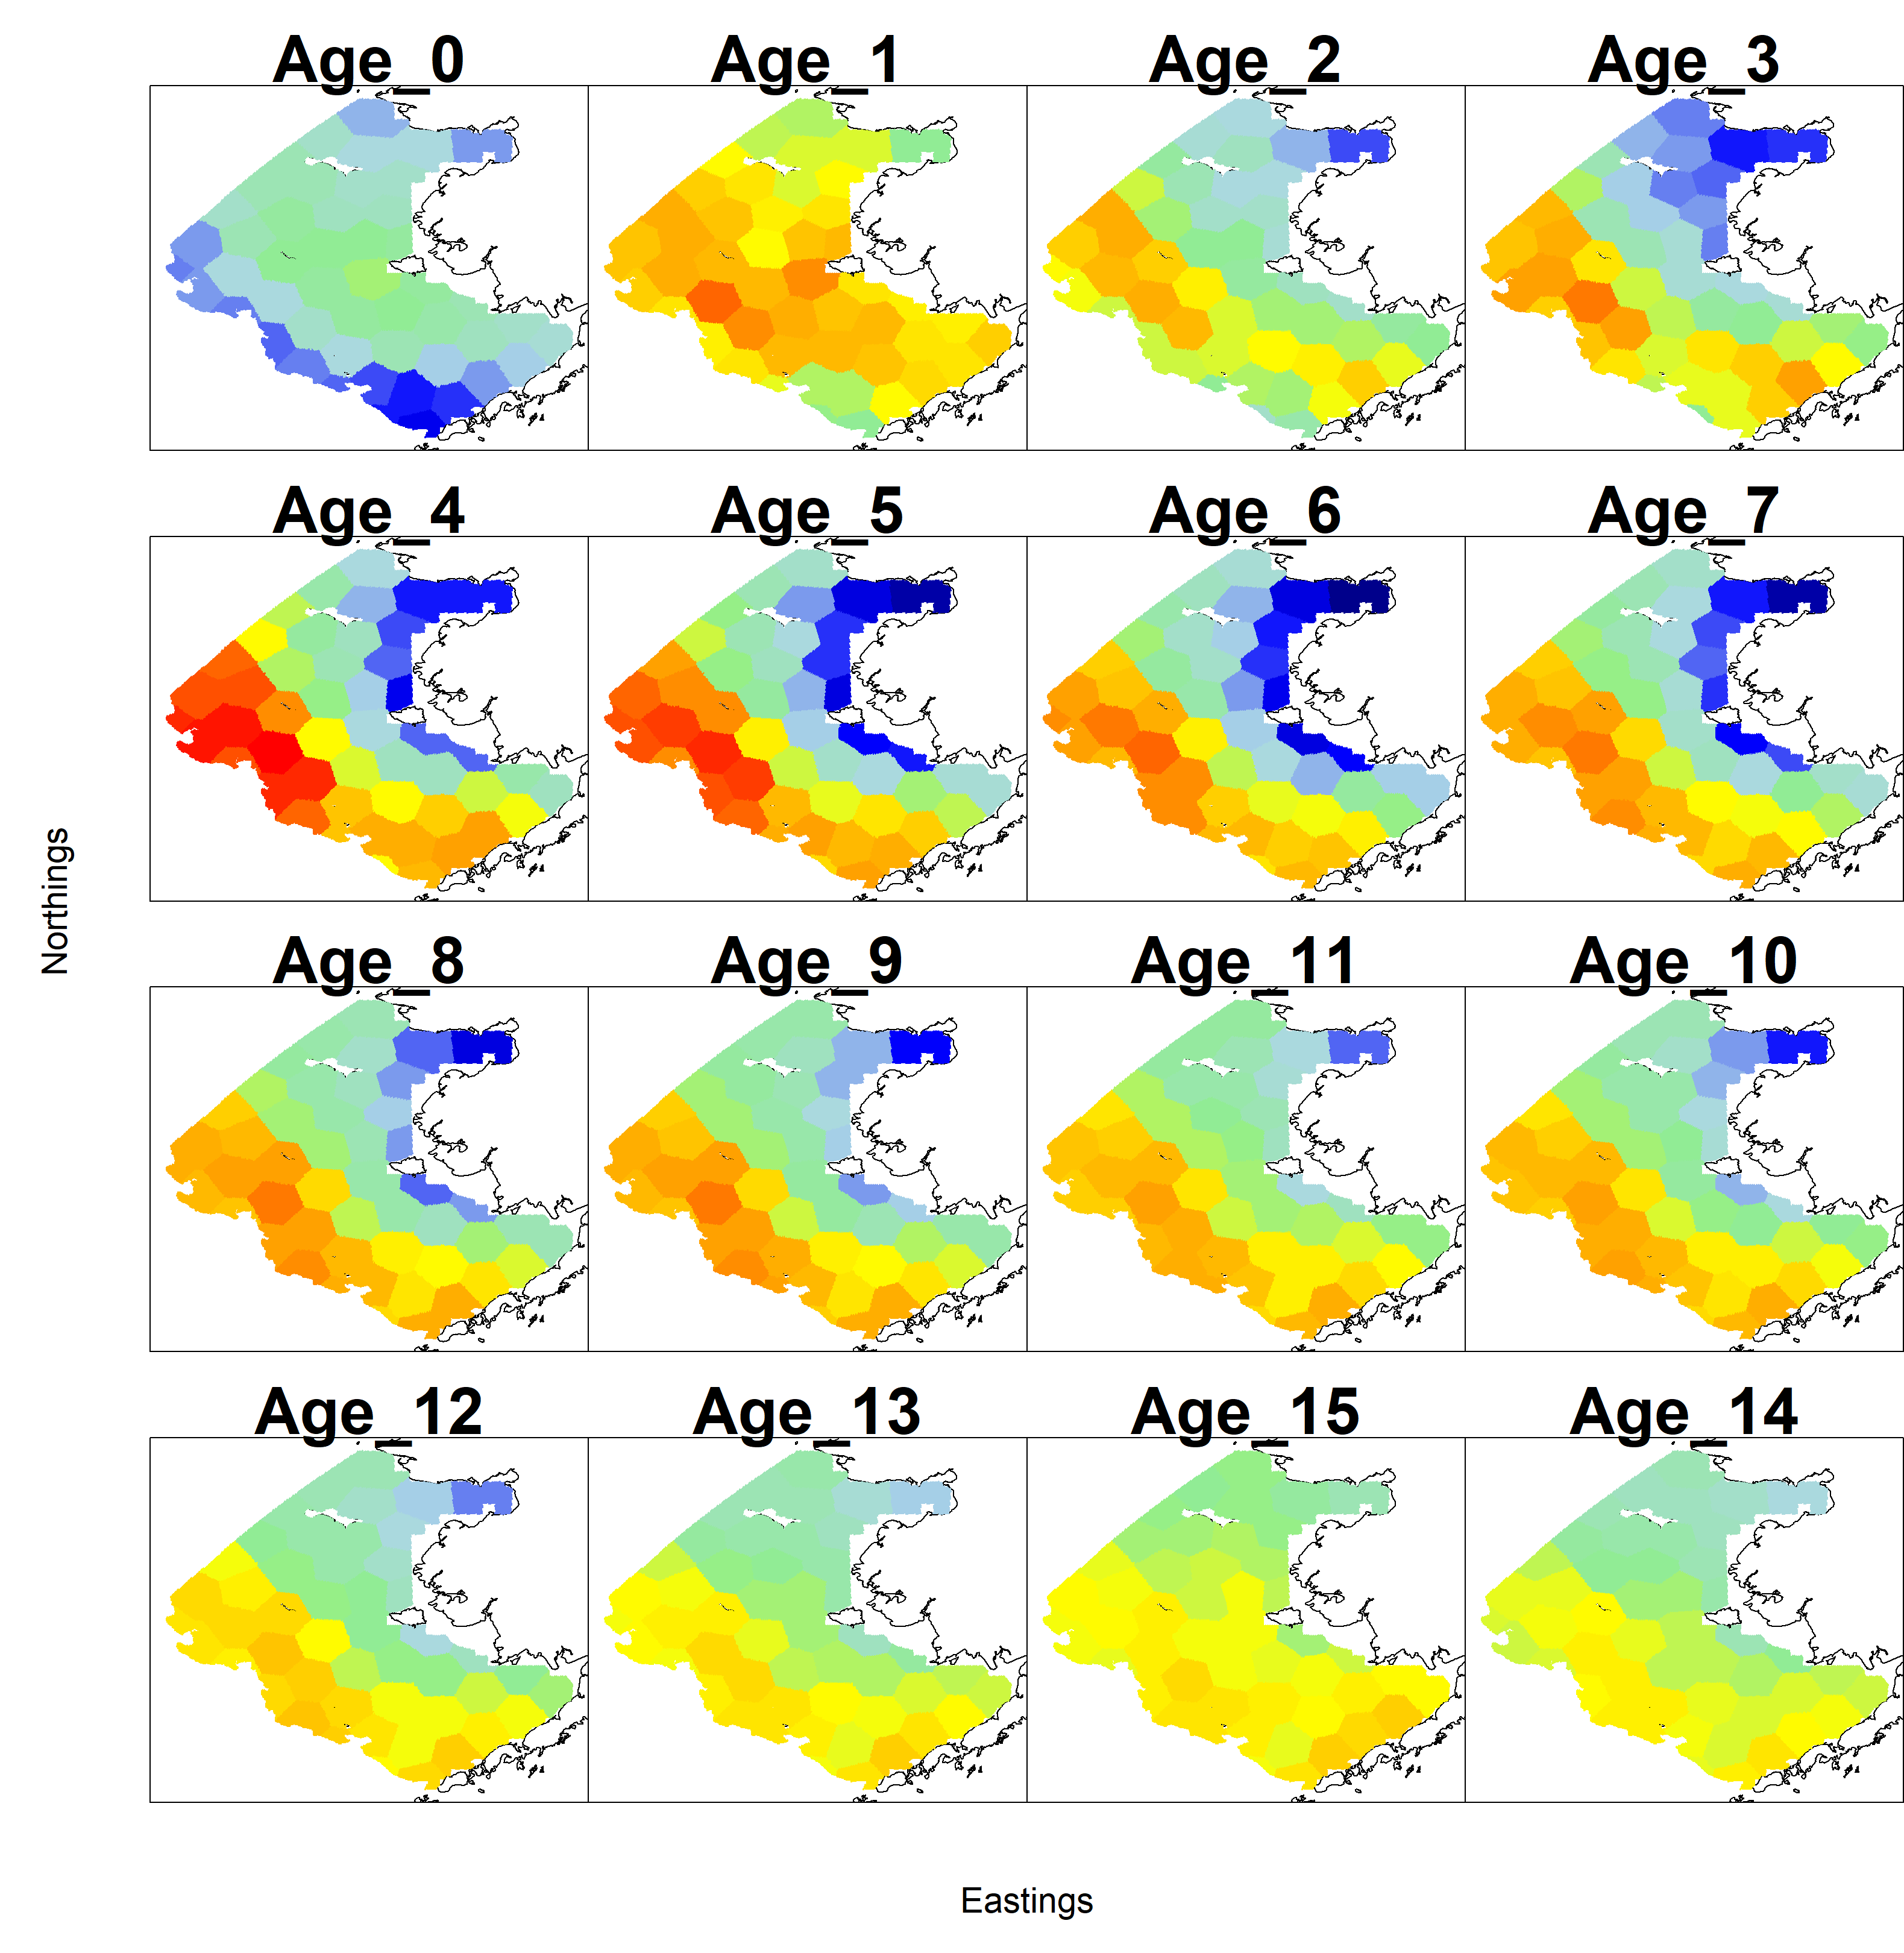 Age_0 Age_1 Age_2 Age_3
Age_4 Age_5 Age_6 Age_7
Northings
Age_8 Age_9 Age_11 Age_10
Age_12 Age_13 Age_15 Age_14
Eastings